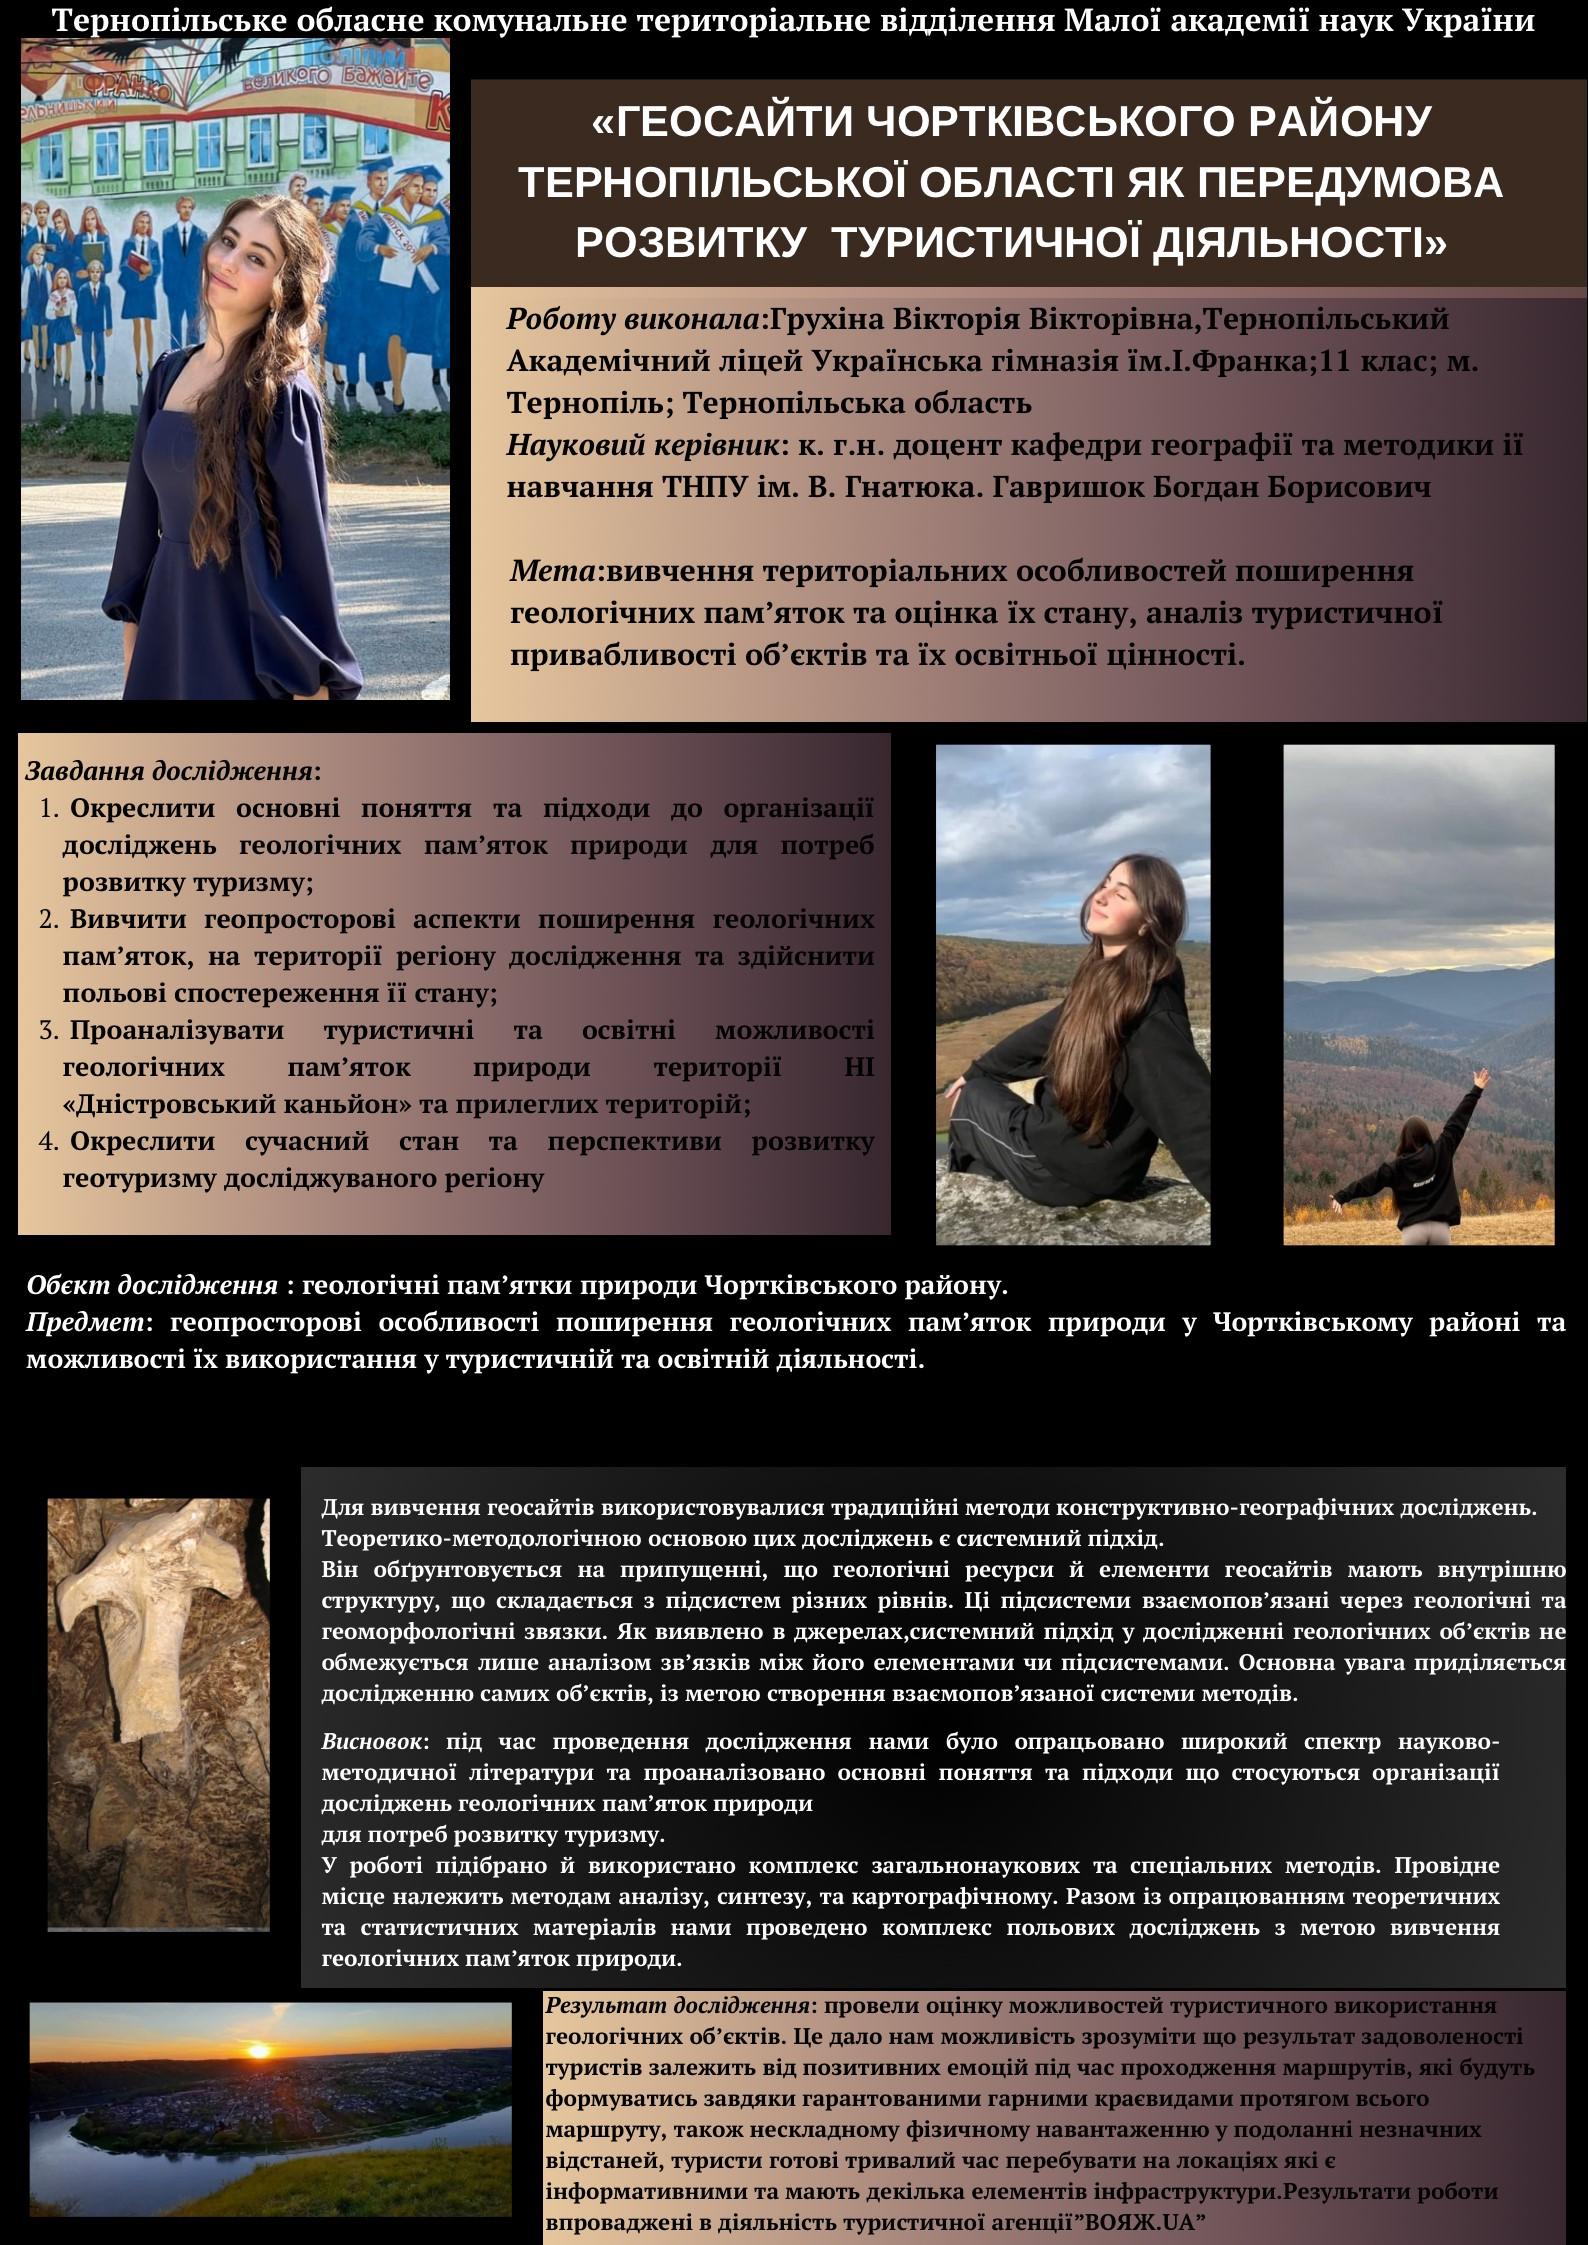 Тернопільське обласне комунальне територіальне відділення Малої академії наук України
ФРАНКО
ЕЛЬНИЦЬКИЙ
ВЕЛИКОГО БАЖАЙТЕ
К
«ГЕОСАЙТИ ЧОРТКІВСЬКОГО РАЙОНУ
ТЕРНОПІЛЬСЬКОЇ ОБЛАСТІ ЯК ПЕРЕДУМОВА
РОЗВИТКУ ТУРИСТИЧНОЇ ДІЯЛЬНОСТІ»
Роботу виконала:Грухіна Вікторія Вікторівна,Тернопільський
Академічний ліцей Українська гімназія їм.І.Франка;11 клас; м.
Тернопіль; Тернопільська область
Науковий керівник: к. г.н. доцент кафедри географії та методики ії
навчання ТНПУ ім. В. Гнатюка. Гавришок Богдан Борисович
Мета:вивчення територіальних особливостей поширення
геологічних пам’яток та оцінка їх стану, аналіз туристичної
привабливості об’єктів та їх освітньої цінності.
Завдання дослідження:
1. Окреслити основні поняття та підходи до організації
досліджень геологічних пам’яток природи для потреб
розвитку туризму;
2. Вивчити геопросторові аспекти поширення геологічних
пам’яток, на території регіону дослідження та здійснити
польові спостереження її стану;
3. Проаналізувати туристичні та освітні можливості
геологічних пам’яток природи території НІ
«Дністровський каньйон» та прилеглих територій;
4. Окреслити сучасний стан та перспективи розвитку
геотуризму досліджуваного регіону
Обєкт дослідження : геологічні пам’ятки природи Чортківського району.
Предмет: геопросторові особливості поширення геологічних пам’яток природи у Чортківському районі та
можливості їх використання у туристичній та освітній діяльності.
Для вивчення геосайтів використовувалися традиційні методи конструктивно-географічних досліджень.
Теоретико-методологічною основою цих досліджень є системний підхід.
Він обґрунтовується на припущенні, що геологічні ресурси й елементи геосайтів мають внутрішню
структуру, що складається з підсистем різних рівнів. Ці підсистеми взаємопов’язані через геологічні та
геоморфологічні звязки. Як виявлено в джерелах,системний підхід у дослідженні геологічних об’єктів не
обмежується лише аналізом зв’язків між його елементами чи підсистемами. Основна увага приділяється
дослідженню самих об’єктів, із метою створення взаємопов’язаної системи методів.
Висновок: під час проведення дослідження нами було опрацьовано широкий спектр науково-
методичної літератури та проаналізовано основні поняття та підходи що стосуються організації
досліджень геологічних пам’яток природи
для потреб розвитку туризму.
У роботі підібрано й використано комплекс загальнонаукових та спеціальних методів. Провідне
місце належить методам аналізу, синтезу, та картографічному. Разом із опрацюванням теоретичних
та статистичних матеріалів нами проведено комплекс польових досліджень з метою вивчення
геологічних пам’яток природи.
Результат дослідження: провели оцінку можливостей туристичного використання
геологічних об’єктів. Це дало нам можливість зрозуміти що результат задоволеності
туристів залежить від позитивних емоцій під час проходження маршрутів, які будуть
формуватись завдяки гарантованими гарними краєвидами протягом всього
маршруту, також нескладному фізичному навантаженню у подоланні незначних
відстаней, туристи готові тривалий час перебувати на локаціях які є
інформативними та мають декілька елементів інфраструктури.Результати роботи
впроваджені в діяльність туристичної агенції”ВОЯЖ.UA”